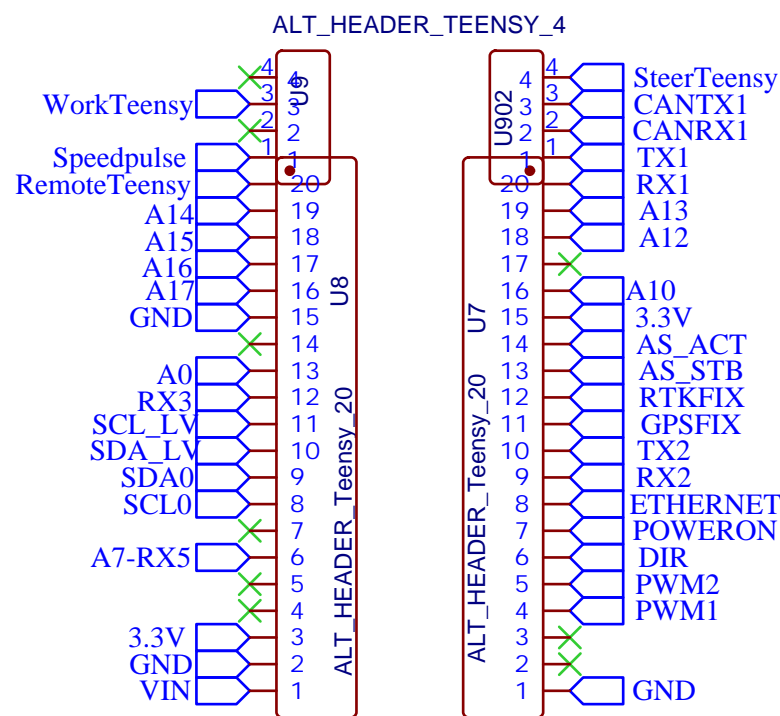 ALT_HEADER_TEENSY_4
4 4
WorkTeensy 3 3
2 2
Speedpulse 1 1
U9
RemoteTeensy 20
A14 19
A15 18
A16 17
A17 16
GND 15
14
A0 13
RX3 12
SCL_LV 11
SDA_LV 10
SDA0 9
SCL0 8
7
A7-RX5 6
5
4
3.3V 3
GND 2
VIN 1
U8
ALT_HEADER_Teensy_20
4 4 SteerTeensy
3 3 CANTX1
2 2 CANRX1
1 1 TX1
U902
20 RX1
19 A13
18 A12
17
16 A10
15 3.3V
14 AS_ACT
13 AS_STB
12 RTKFIX
11 GPSFIX
10 TX2
9 RX2
8 ETHERNET
7 POWERON
6 DIR
5 PWM2
4 PWM1
3
2
1 GND
U7
ALT_HEADER_Teensy_20